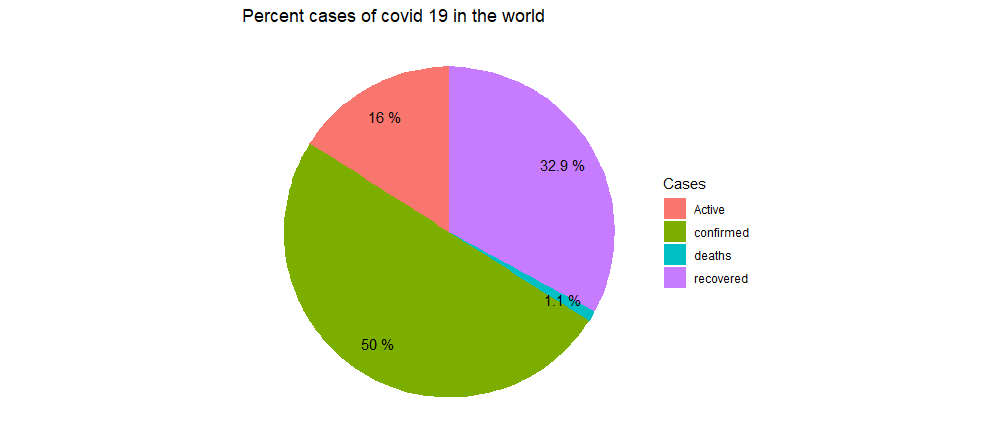 Percent cases of covid 19 in the world
16 %
32.9 %
1.1 %
50 %
Cases
Active
confirmed
deaths
recovered